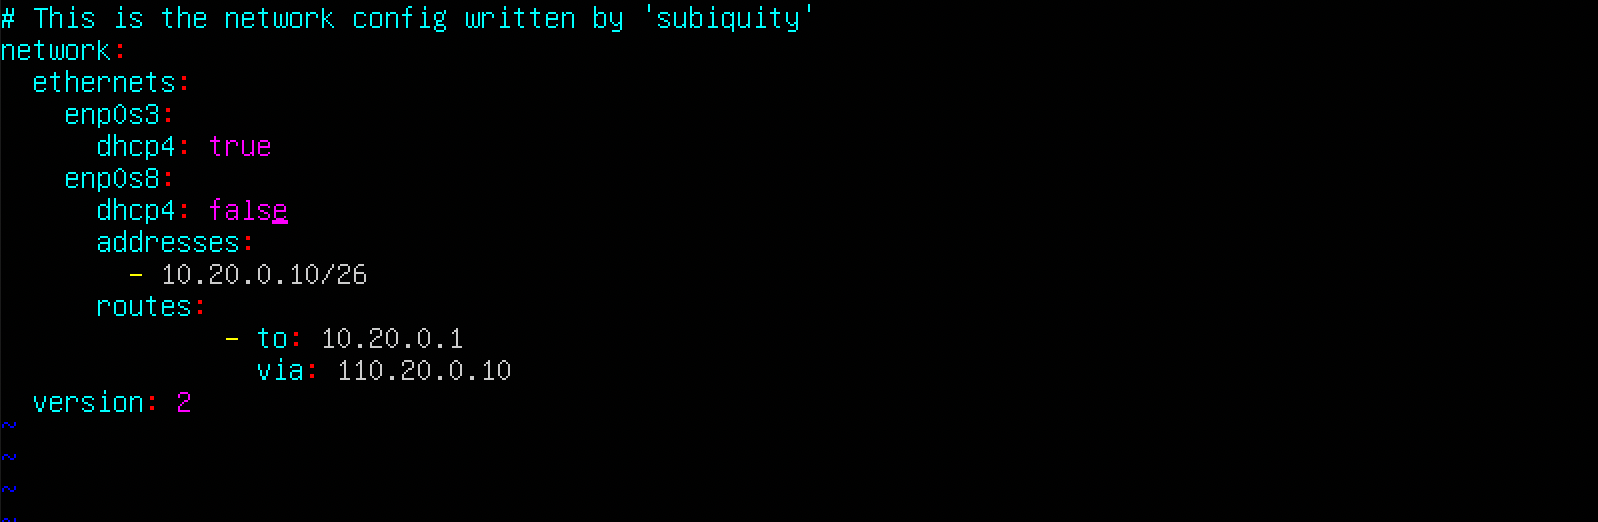 # This is the network config written by 'subiquity'
network:
  ethernets:
    enp0s3:
      dhcp4: true
    enp0s8:
      dhcp4: false
      addresses:
        - 10.20.0.10/26
      routes:
              - to: 10.20.0.1
                via: 110.20.0.10
  version: 2
~
~
~
~